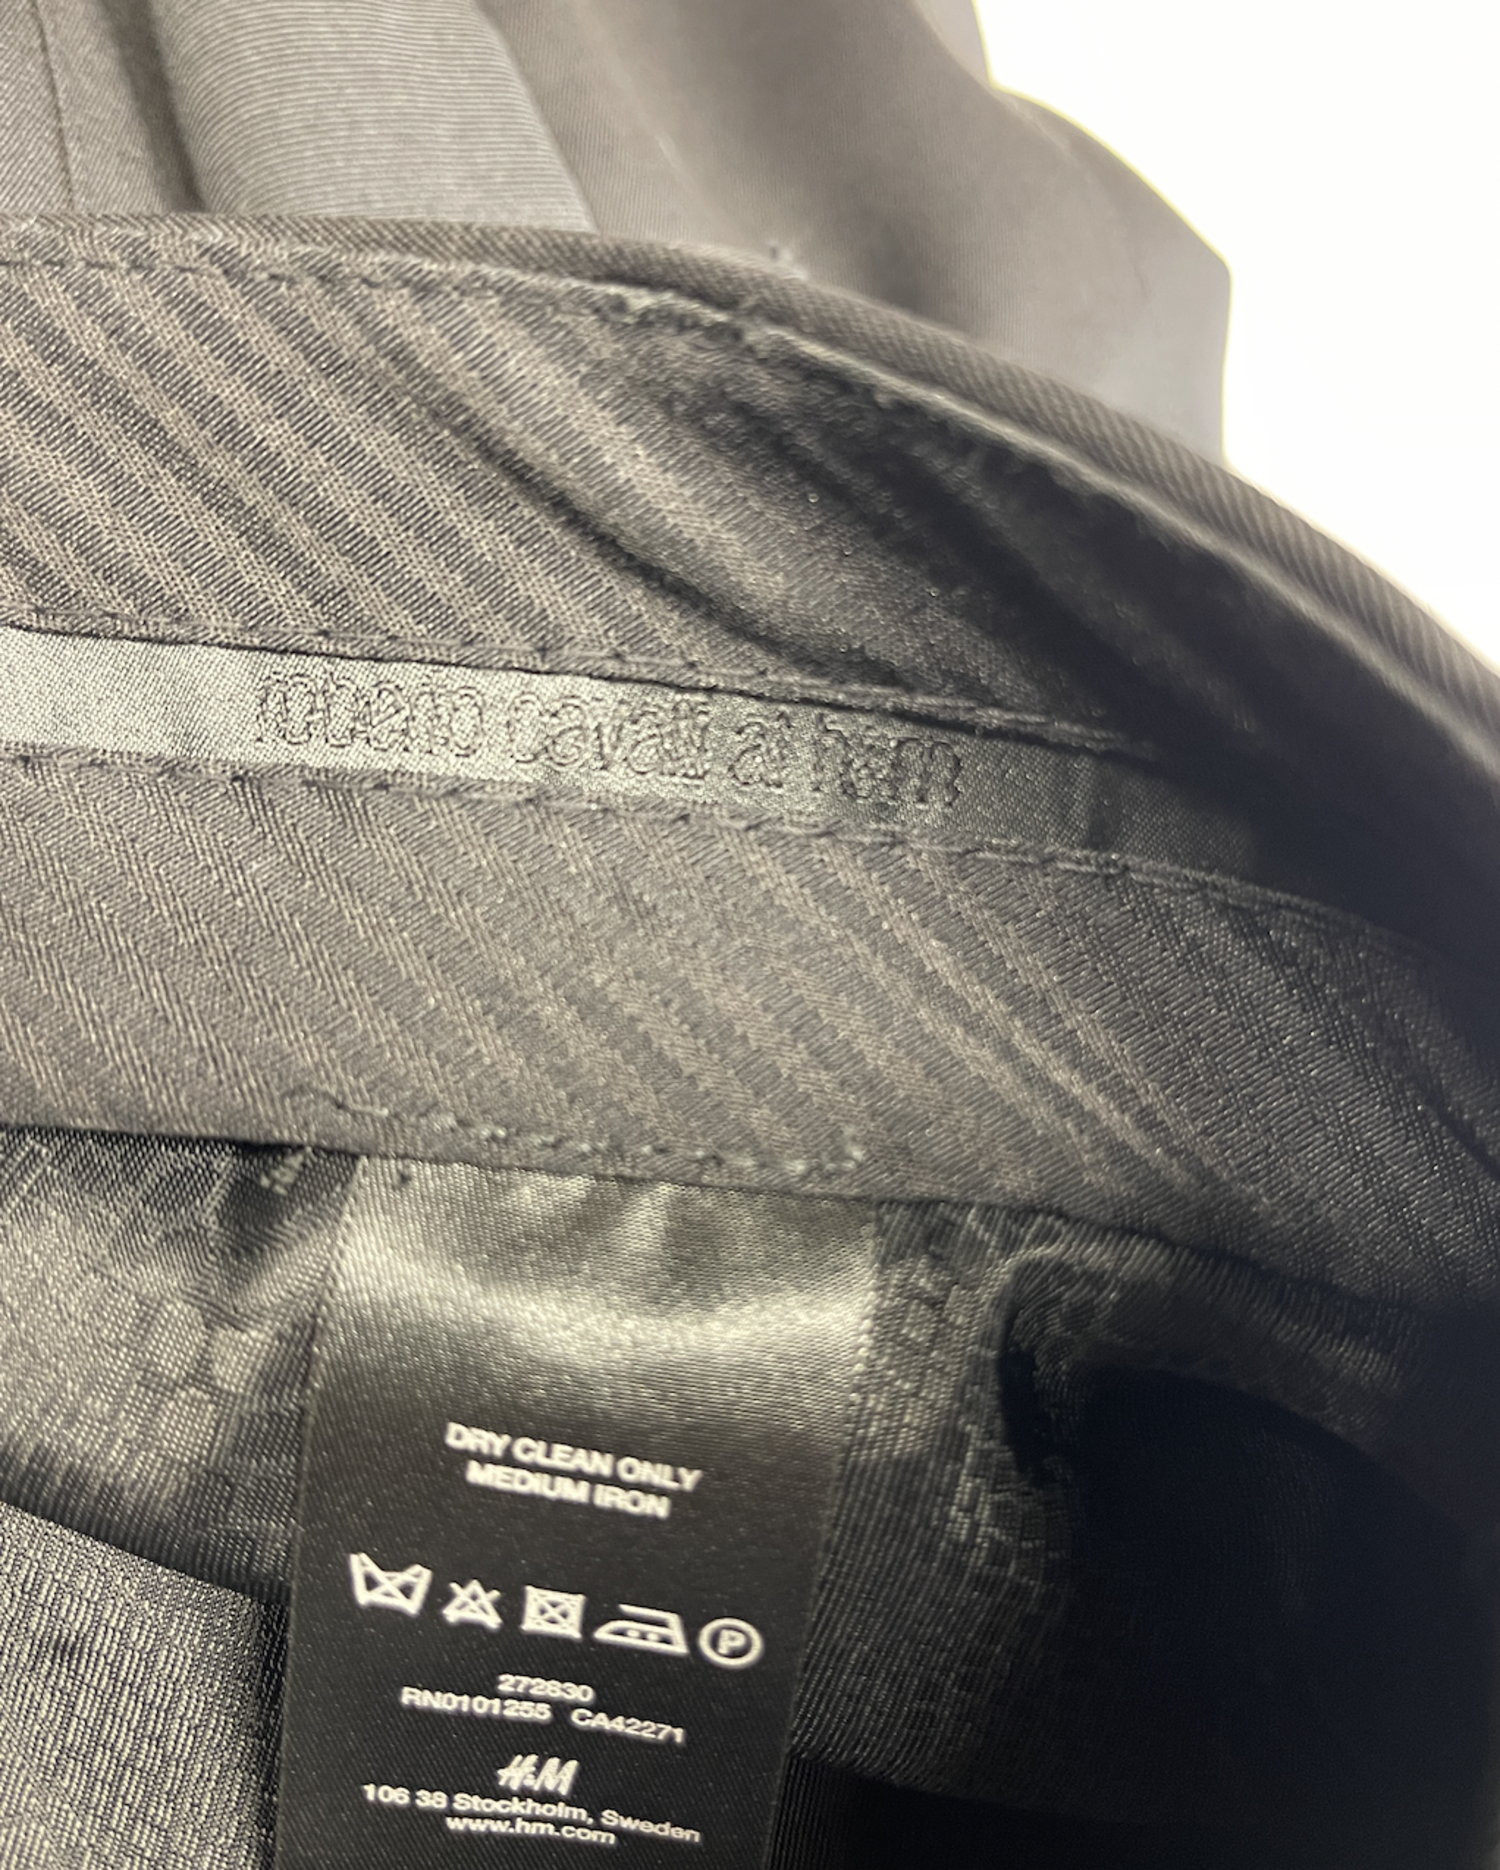 roberto cavalli at h&m
DRY CLEAN ONLY
MEDIUM IRON
P
272830
RN0101255 CA42271
H&M
106 38 Stockholm, Sweden
www.hm.com